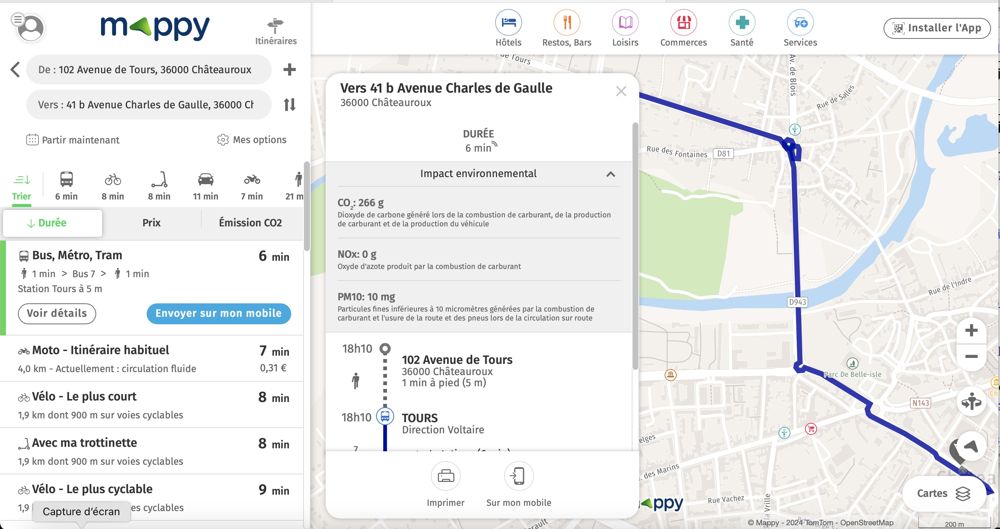 mappy
Itinéraires
De : 102 Avenue de Tours, 36000 Châteauroux
Vers : 41 b Avenue Charles de Gaulle, 36000 Ch
Partir maintenant
Mes options
Trier
6 min
8 min
8 min
11 min
7 min
21 m
Durée
Prix
Émission CO2
Bus, Métro, Tram
6 min
1 min > Bus 7 > 1 min
Station Tours à 5 m
Voir détails
Envoyer sur mon mobile
Moto - Itinéraire habituel
7 min
4,0 km - Actuellement : circulation fluide
0,31 €
Vélo - Le plus court
8 min
1,9 km dont 900 m sur voies cyclables
Avec ma trottinette
8 min
1,9 km dont 900 m sur voies cyclables
Vélo - Le plus cyclable
9 min
1,9
es cyclables
Capture d’écran
Hôtels
Restos, Bars
Loisirs
Commerces
Santé
Services
Installer l'App
Vers 41 b Avenue Charles de Gaulle
36000 Châteauroux
DURÉE
6 min
Impact environnemental
CO2: 266 g
Dioxyde de carbone généré lors de la combustion de carburant, de la production
de carburant et de la production du véhicule
NOx: 0 g
Oxyde d'azote produit par la combustion de carburant
PM10: 10 mg
Particules fines inférieures à 10 micromètres générées par la combustion de
carburant et l'usure de la route et des pneus lors de la circulation sur route
18h10
102 Avenue de Tours
36000 Châteauroux
1 min à pied (5 m)
18h10
TOURS
Direction Voltaire
7
Imprimer
Sur mon mobile
de Tours
Av. de Blois
Rue de Salles
Rue des Fontaines
D81
D943
Rue de l'Indre
Parc De Belle-isle
N143
elges
. des Marins
Rue Vachez
la Vrille
erault
- Ch
Cartes
appy
© Mappy - 2024 TomTom - OpenStreetMap
200 m